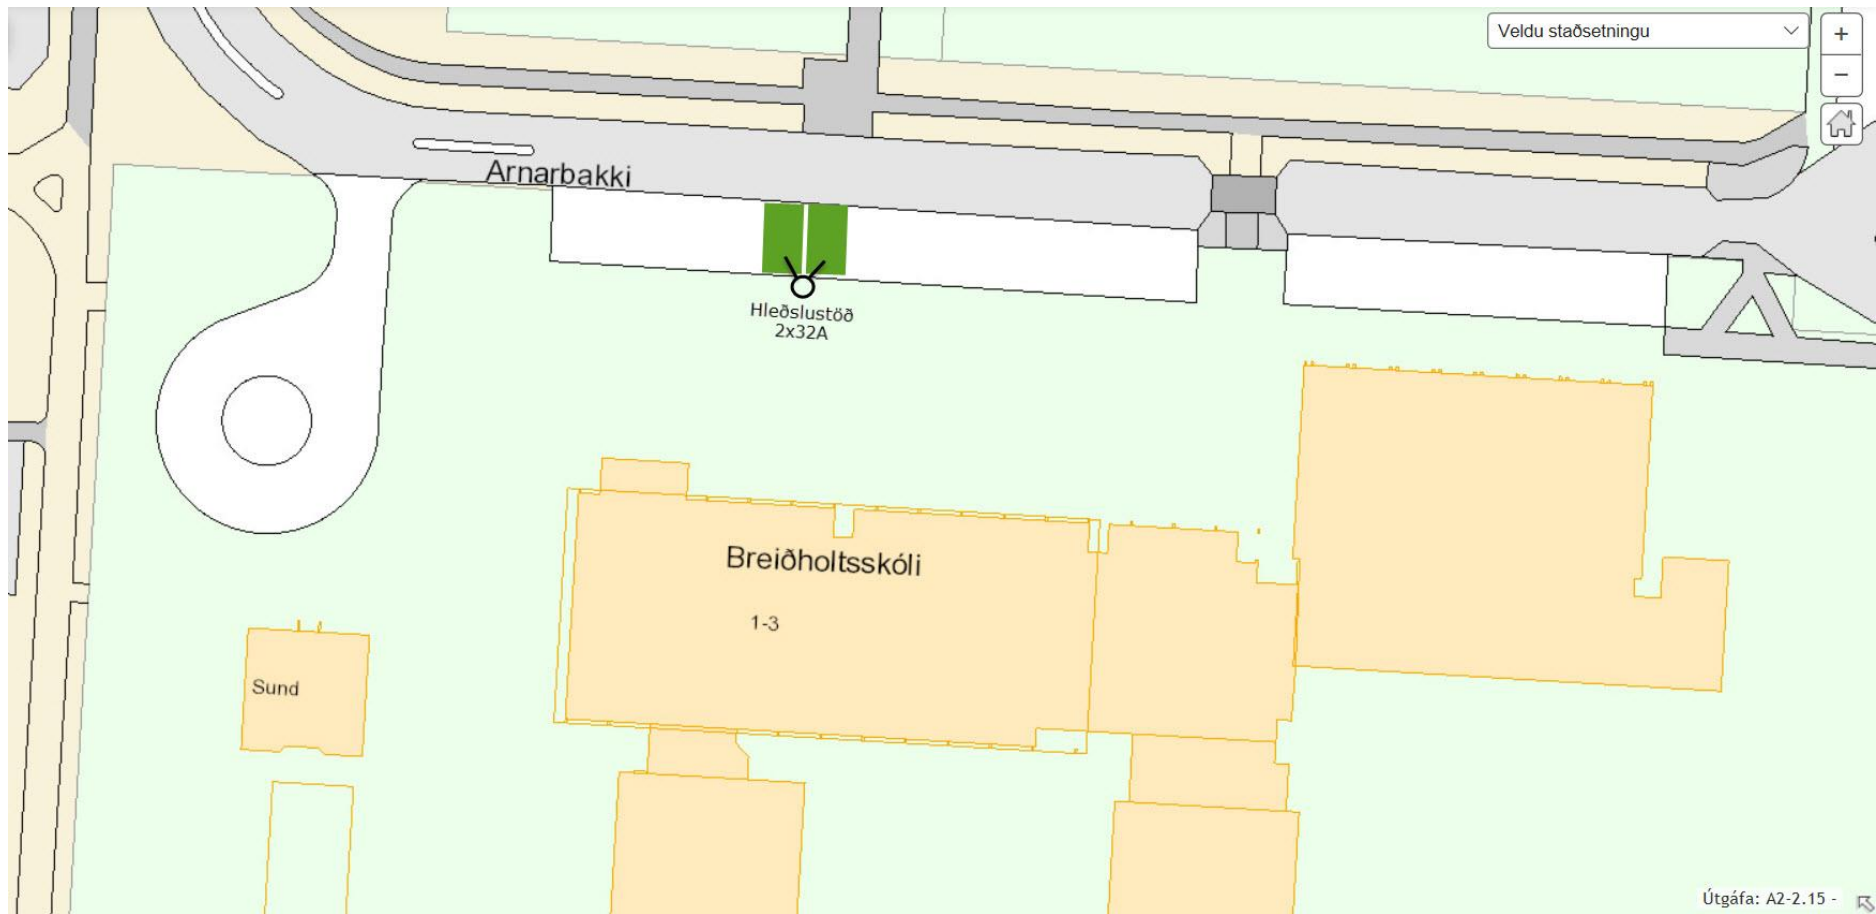 Veldu staðsetningu
+
−
Arnarbakki
Hleðslustöð
2x32A
Breiðholtsskóli
1-3
Sund
Útgáfa: A2-2.15 -